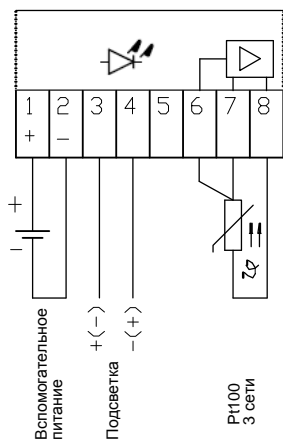 1 2 3 4 5 6 7 8
+ -
+
-
+(-)
-(+)
Вспомогательное
питание
Подсветка
Pt100
3 сети